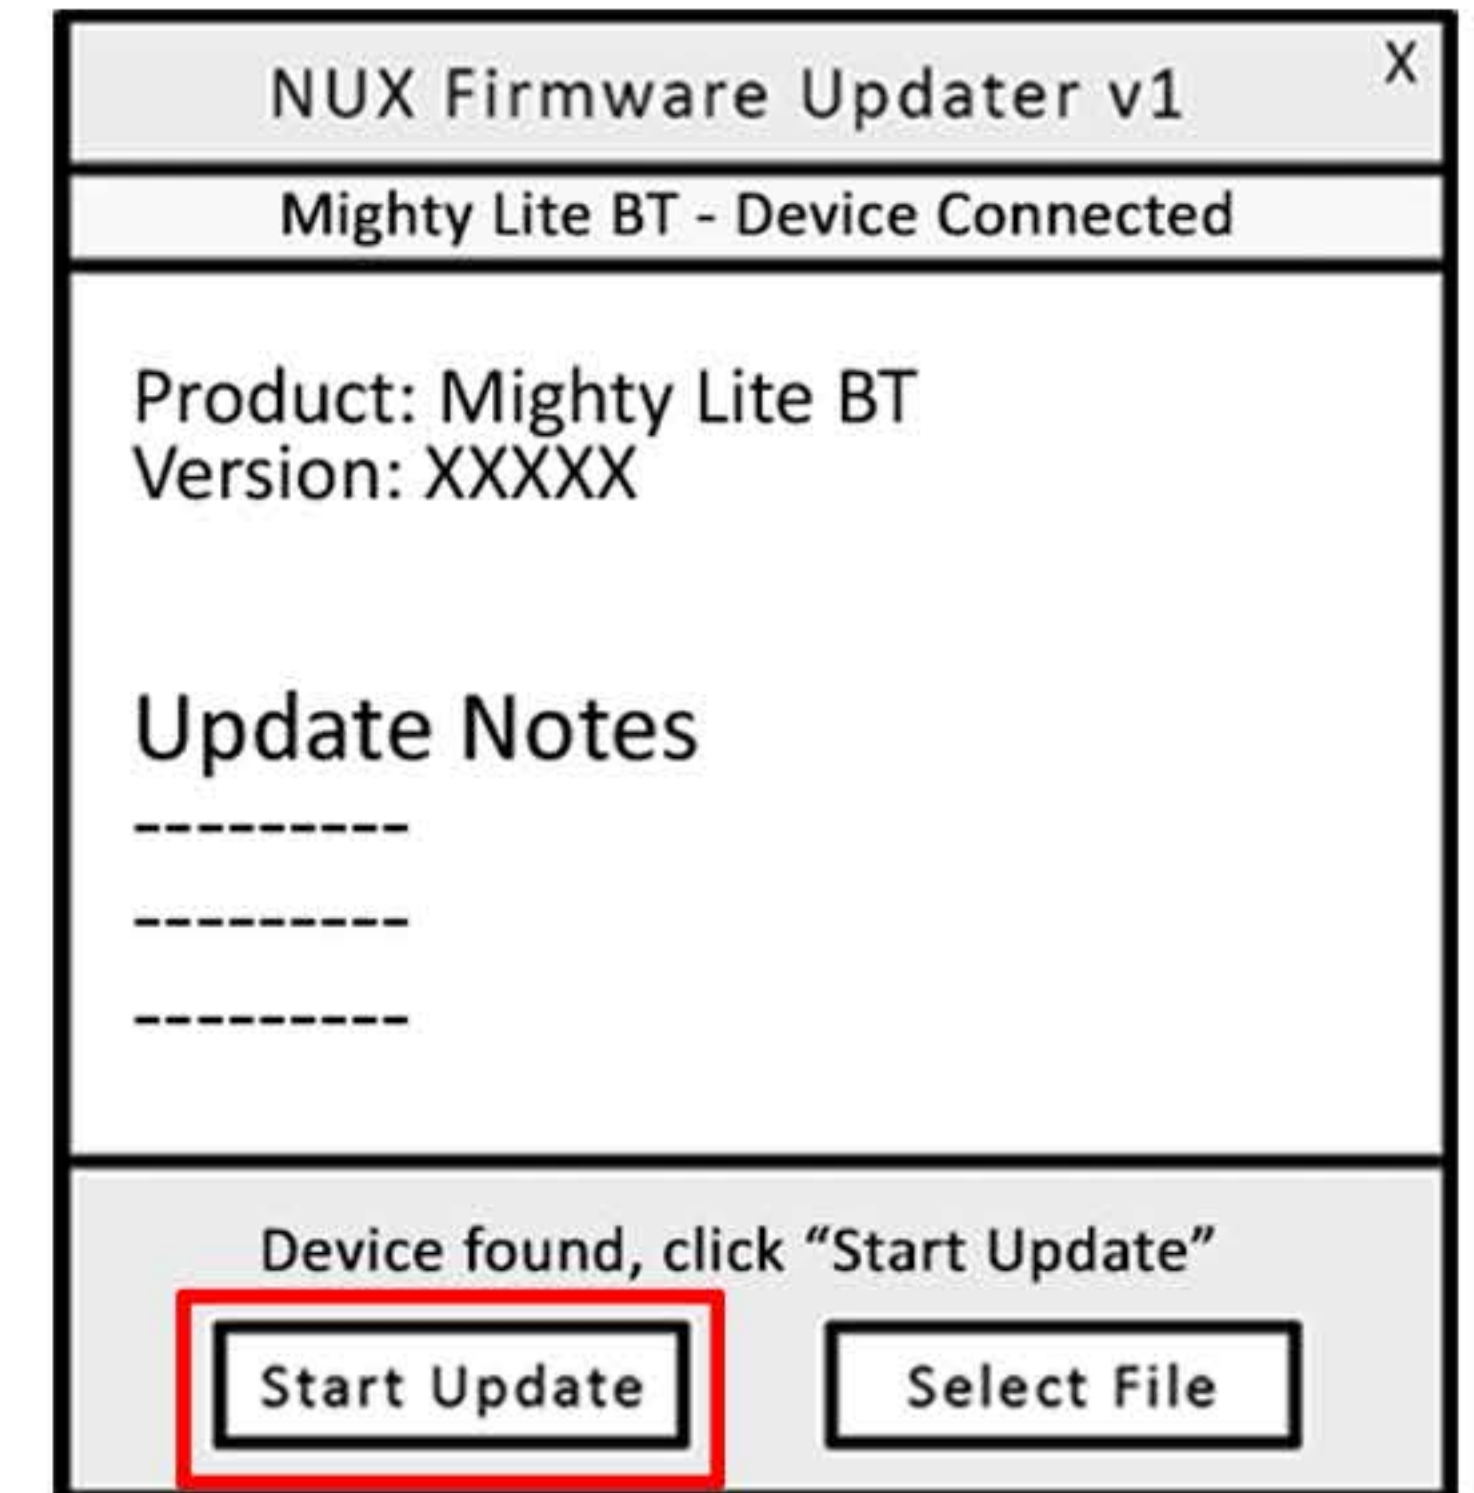 NUX Firmware Updater v1 X
Mighty Lite BT - Device Connected
Product: Mighty Lite BT
Version: XXXXX
Update Notes
---------
---------
---------
Device found, click “Start Update”
Start Update Select File